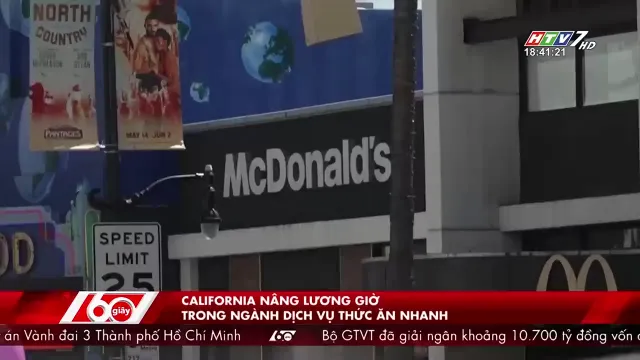 NORTH
COUNTRY
PANTAGES
MAY 14 JUN 2
HTV7 HD
18:41:21
McDonald's
SPEED
LIMIT
25
60 giây
CALIFORNIA NÂNG LƯƠNG GIỜ
TRONG NGÀNH DỊCH VỤ THỨC ĂN NHANH
án Vành đai 3 Thành phố Hồ Chí Minh
Bộ GTVT đã giải ngân khoảng 10.700 tỷ đồng vốn